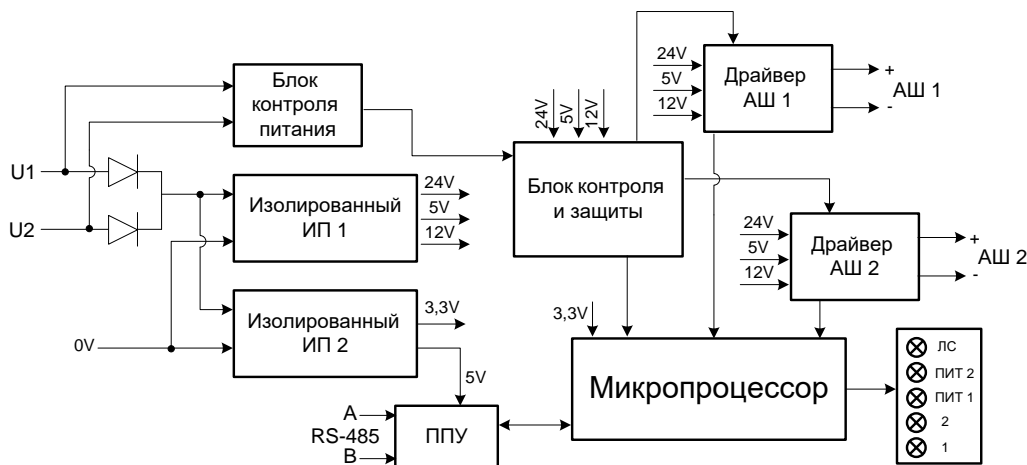 U1
U2
0V
Блок
контроля
питания
Изолированный
ИП 1
24V
5V
12V
Изолированный
ИП 2
3,3V
5V
A
RS-485
B
ППУ
24V
5V
12V
Блок контроля
и защиты
24V
5V
12V
Драйвер
АШ 1
+
АШ 1
-
24V
5V
12V
Драйвер
АШ 2
+
АШ 2
-
3,3V
Микропроцессор
ЛС
ПИТ 2
ПИТ 1
2
1